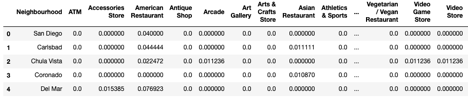 Neighbourhood ATM Accessories Store American Restaurant Antique Shop Arcade Art Gallery Arts & Crafts Store Asian Restaurant Athletics & Sports ... Vegetarian / Vegan Restaurant Video Game Store Video Store
0 San Diego 0.0 0.000000 0.040000 0.0 0.000000 0.0 0.0 0.000000 0.0 ... 0.0 0.000000 0.000000
1 Carlsbad 0.0 0.000000 0.044444 0.0 0.000000 0.0 0.0 0.011111 0.0 ... 0.0 0.000000 0.000000
2 Chula Vista 0.0 0.000000 0.022472 0.0 0.011236 0.0 0.0 0.000000 0.0 ... 0.0 0.011236 0.011236
3 Coronado 0.0 0.000000 0.000000 0.0 0.000000 0.0 0.0 0.010870 0.0 ... 0.0 0.000000 0.000000
4 Del Mar 0.0 0.015385 0.076923 0.0 0.000000 0.0 0.0 0.000000 0.0 ... 0.0 0.000000 0.000000